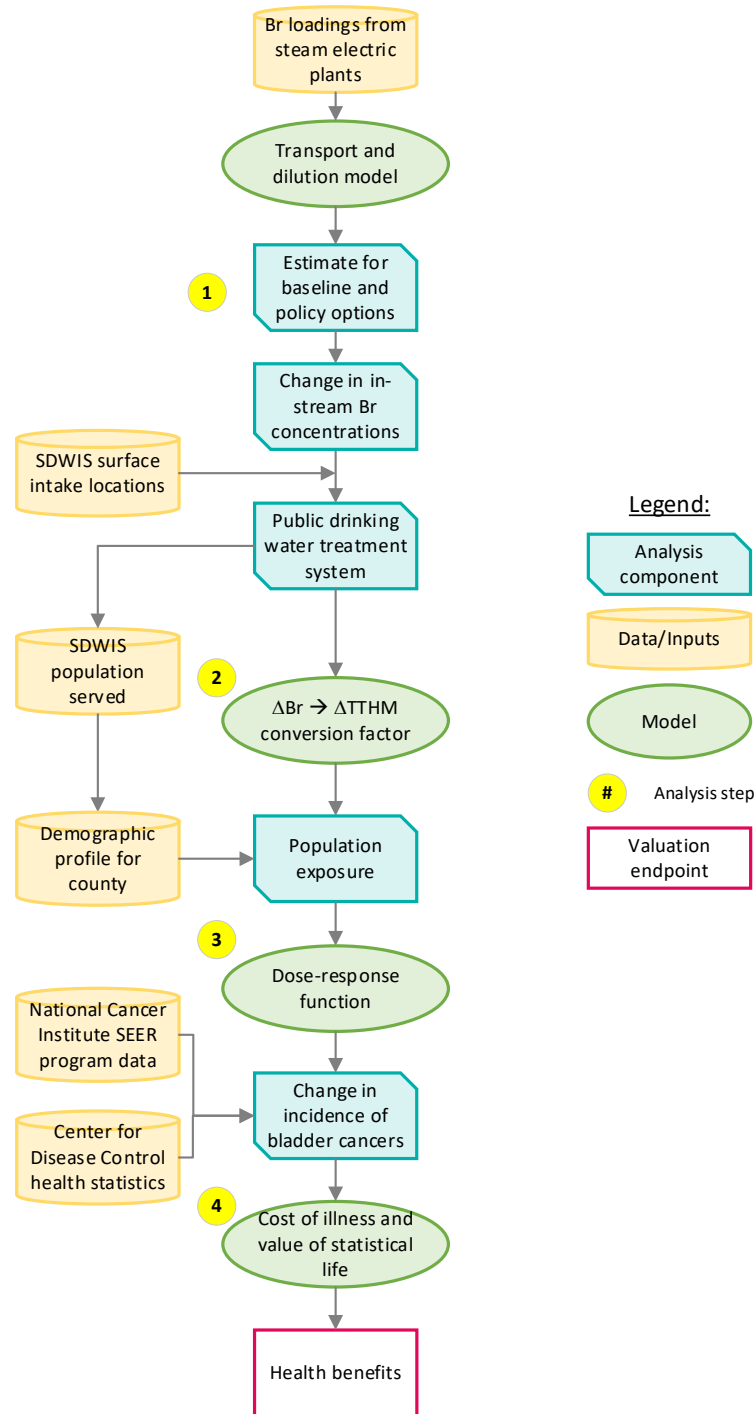 Br loadings from
steam electric
plants
Transport and
dilution model
1
Estimate for
baseline and
policy options
Change in in-
stream Br
concentrations
SDWIS surface
intake locations
Public drinking
water treatment
system
SDWIS
population
served
2
ΔBr → ΔTTHM
conversion factor
Demographic
profile for
county
Population
exposure
3
Dose-response
function
National Cancer
Institute SEER
program data
Center for
Disease Control
health statistics
Change in
incidence of
bladder cancers
4
Cost of illness and
value of statistical
life
Health benefits
Legend:
Analysis
component
Data/Inputs
Model
# Analysis step
Valuation
endpoint